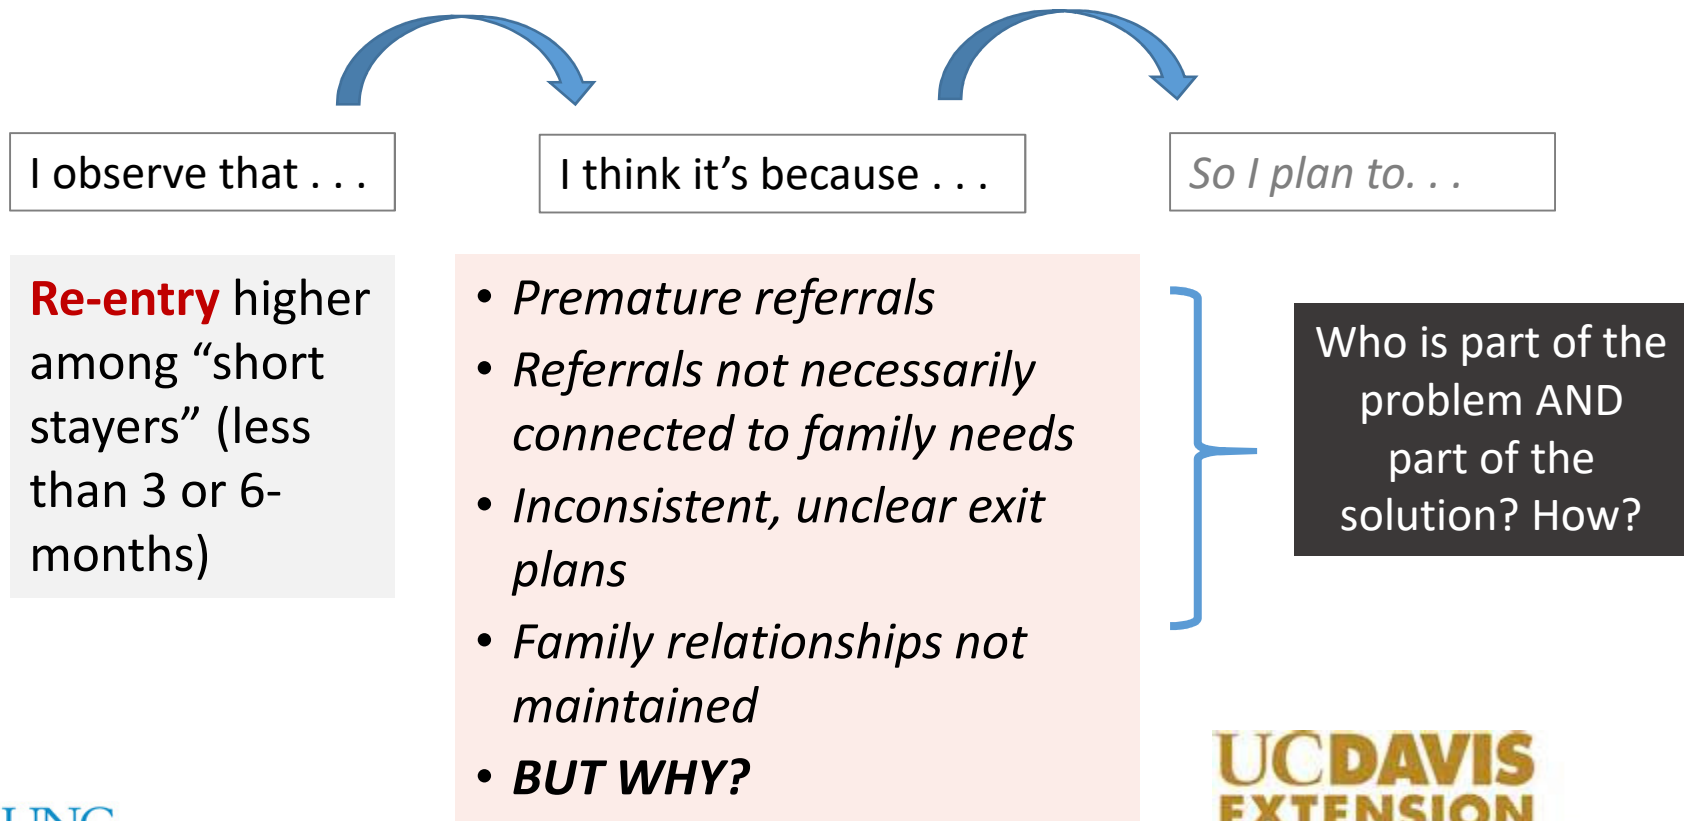 I observe that . . .
I think it's because . . .
So I plan to. . .
Re-entry higher
among “short
stayers” (less
than 3 or 6-
months)
• Premature referrals
• Referrals not necessarily
connected to family needs
• Inconsistent, unclear exit
plans
• Family relationships not
maintained
• BUT WHY?
Who is part of the
problem AND
part of the
solution? How?
UNC
UCDAVIS
EXTENSION